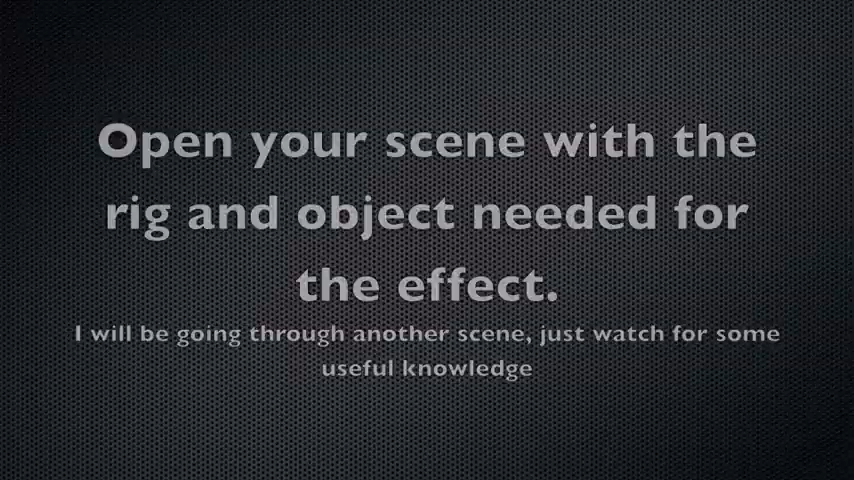 Open your scene with the
rig and object needed for
the effect.
I will be going through another scene, just watch for some
useful knowledge